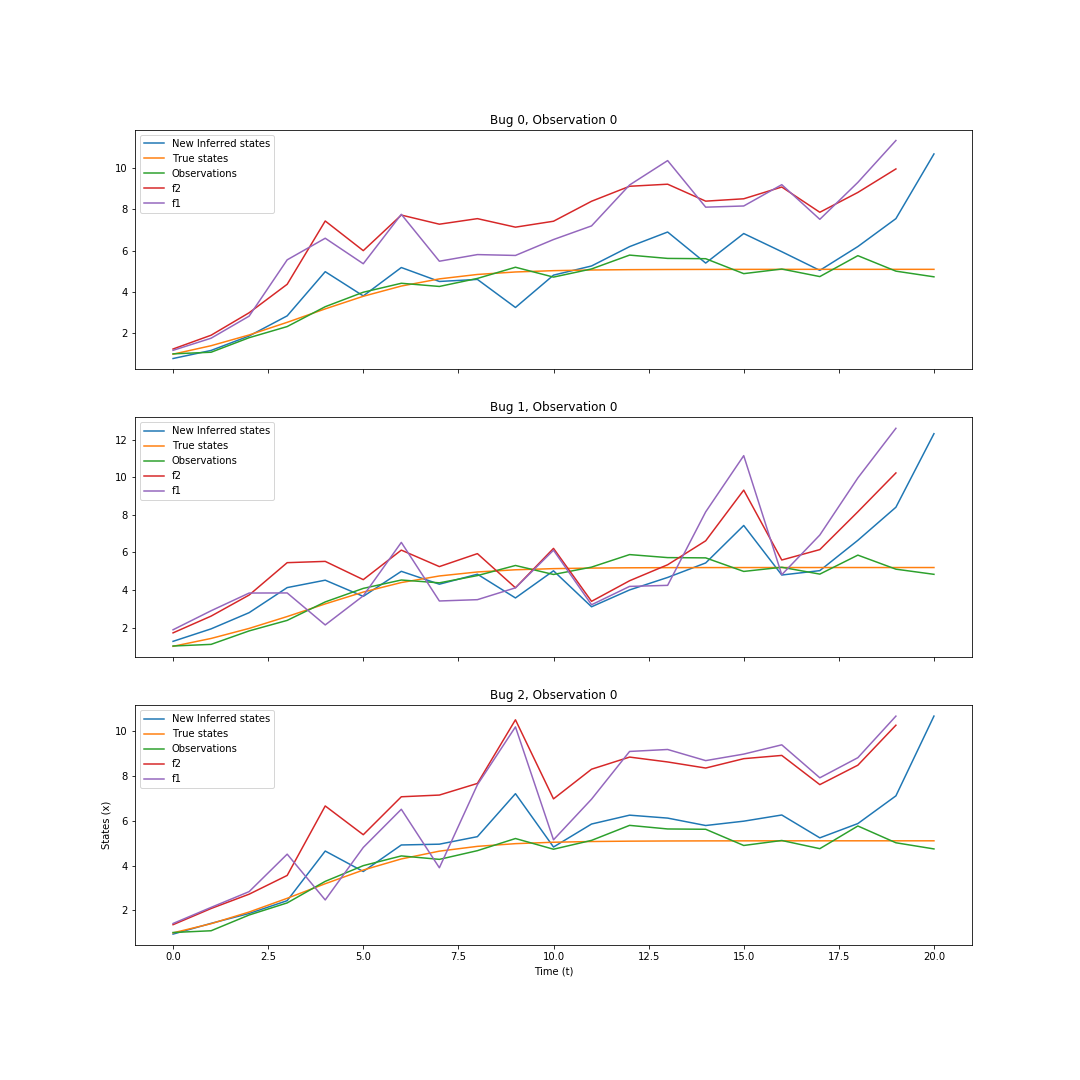 Bug 0, Observation 0
New Inferred states
True states
Observations
f2
f1
10
8
6
4
2
Bug 1, Observation 0
New Inferred states
True states
Observations
f2
f1
12
10
8
6
4
2
Bug 2, Observation 0
New Inferred states
True states
Observations
f2
f1
10
8
6
4
2
States (x)
0.0 2.5 5.0 7.5 10.0 12.5 15.0 17.5 20.0
Time (t)